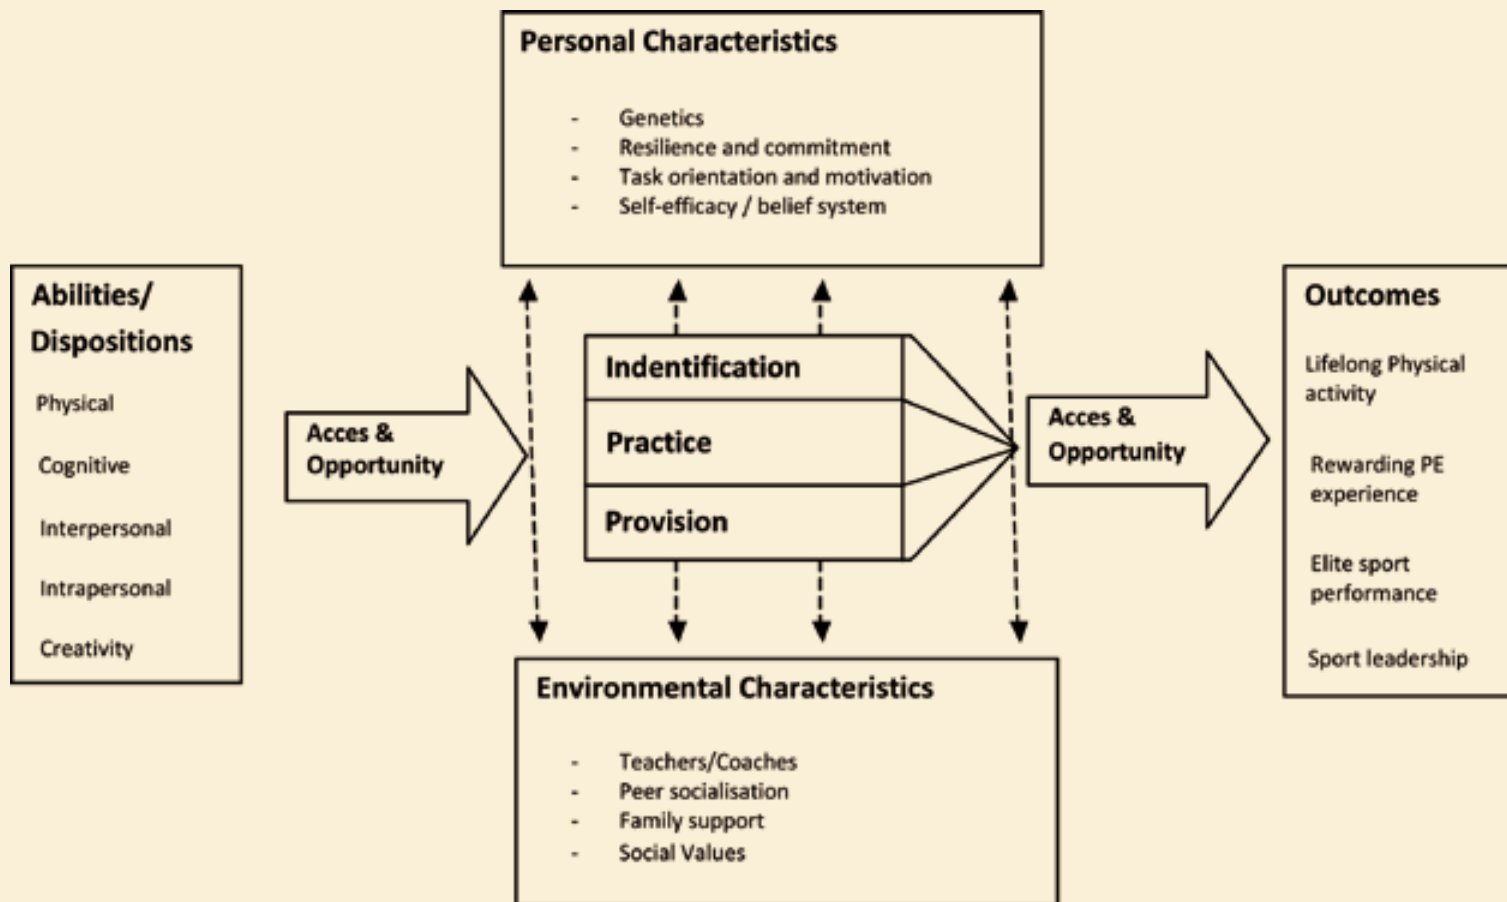 Personal Characteristics
- Genetics
- Resilience and commitment
- Task orientation and motivation
- Self-efficacy / belief system
Abilities/
Dispositions
Physical
Cognitive
Interpersonal
Intrapersonal
Creativity
Acces &
Opportunity
Indentification
Practice
Provision
Acces &
Opportunity
Outcomes
Lifelong Physical
activity
Rewarding PE
experience
Elite sport
performance
Sport leadership
Environmental Characteristics
- Teachers/Coaches
- Peer socialisation
- Family support
- Social Values